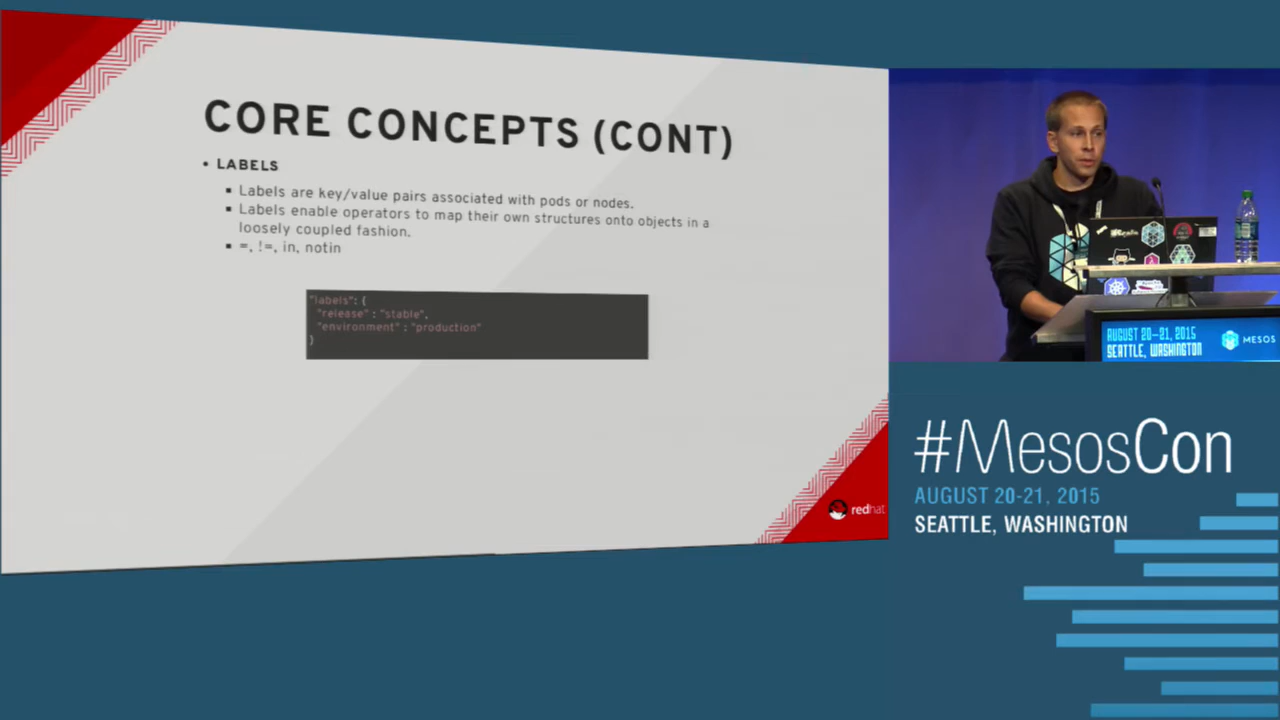 CORE CONCEPTS (CONT)
• LABELS
▪ Labels are key/value pairs associated with pods or nodes.
▪ Labels enable operators to map their own structures onto objects in a
loosely coupled fashion.
▪ =, !=, in, notin
"labels": {
"release" : "stable",
"environment" : "production"
}
redhat
AUGUST 20-21, 2015
SEATTLE, WASHINGTON
MESOS
#MesosCon
AUGUST 20-21, 2015
SEATTLE, WASHINGTON